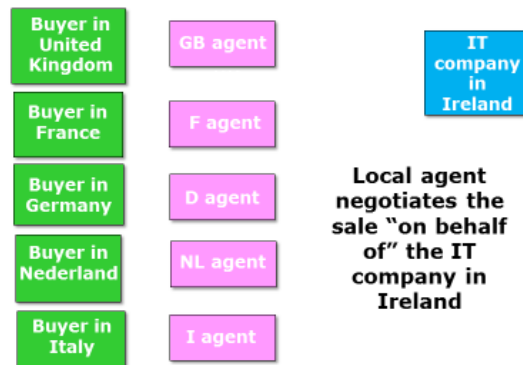 Buyer in
United
Kingdom
GB agent
IT
company
in
Ireland
Buyer in
France
F agent
Buyer in
Germany
D agent
Local agent
negotiates the
sale “on behalf
of” the IT
company in
Ireland
Buyer in
Nederland
NL agent
Buyer in
Italy
I agent